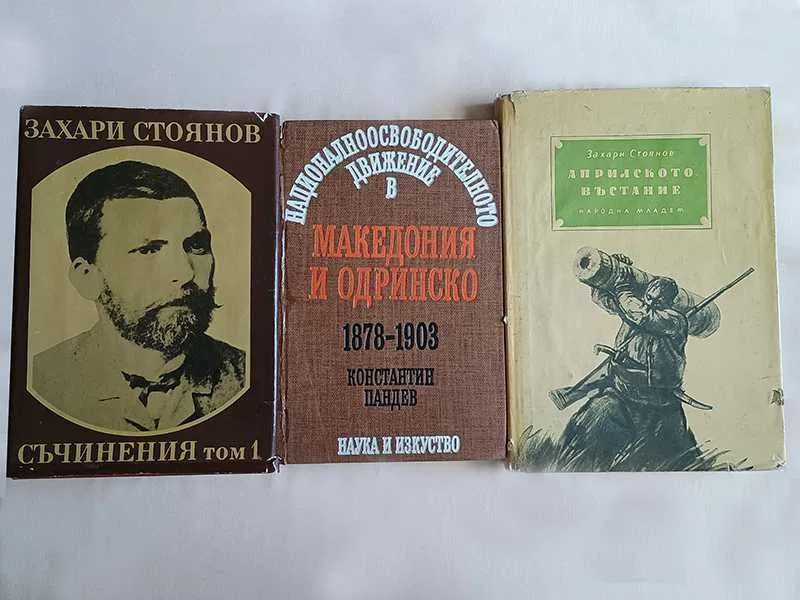 ЗАХАРИ СТОЯНОВ
СЪЧИНЕНИЯ том 1
НАЦИОНАЛНООСВОБОДИТЕЛНОТО
ДВИЖЕНИЕ
В
МАКЕДОНИЯ
И ОДРИНСКО
1878-1903
КОНСТАНТИН
ПАНДЕВ
НАУКА И ИЗКУСТВО
Захари Стоянов
АПРИЛСКОТО
ВЪСТАНИЕ
НАРОДНА МЛАДЕЖ